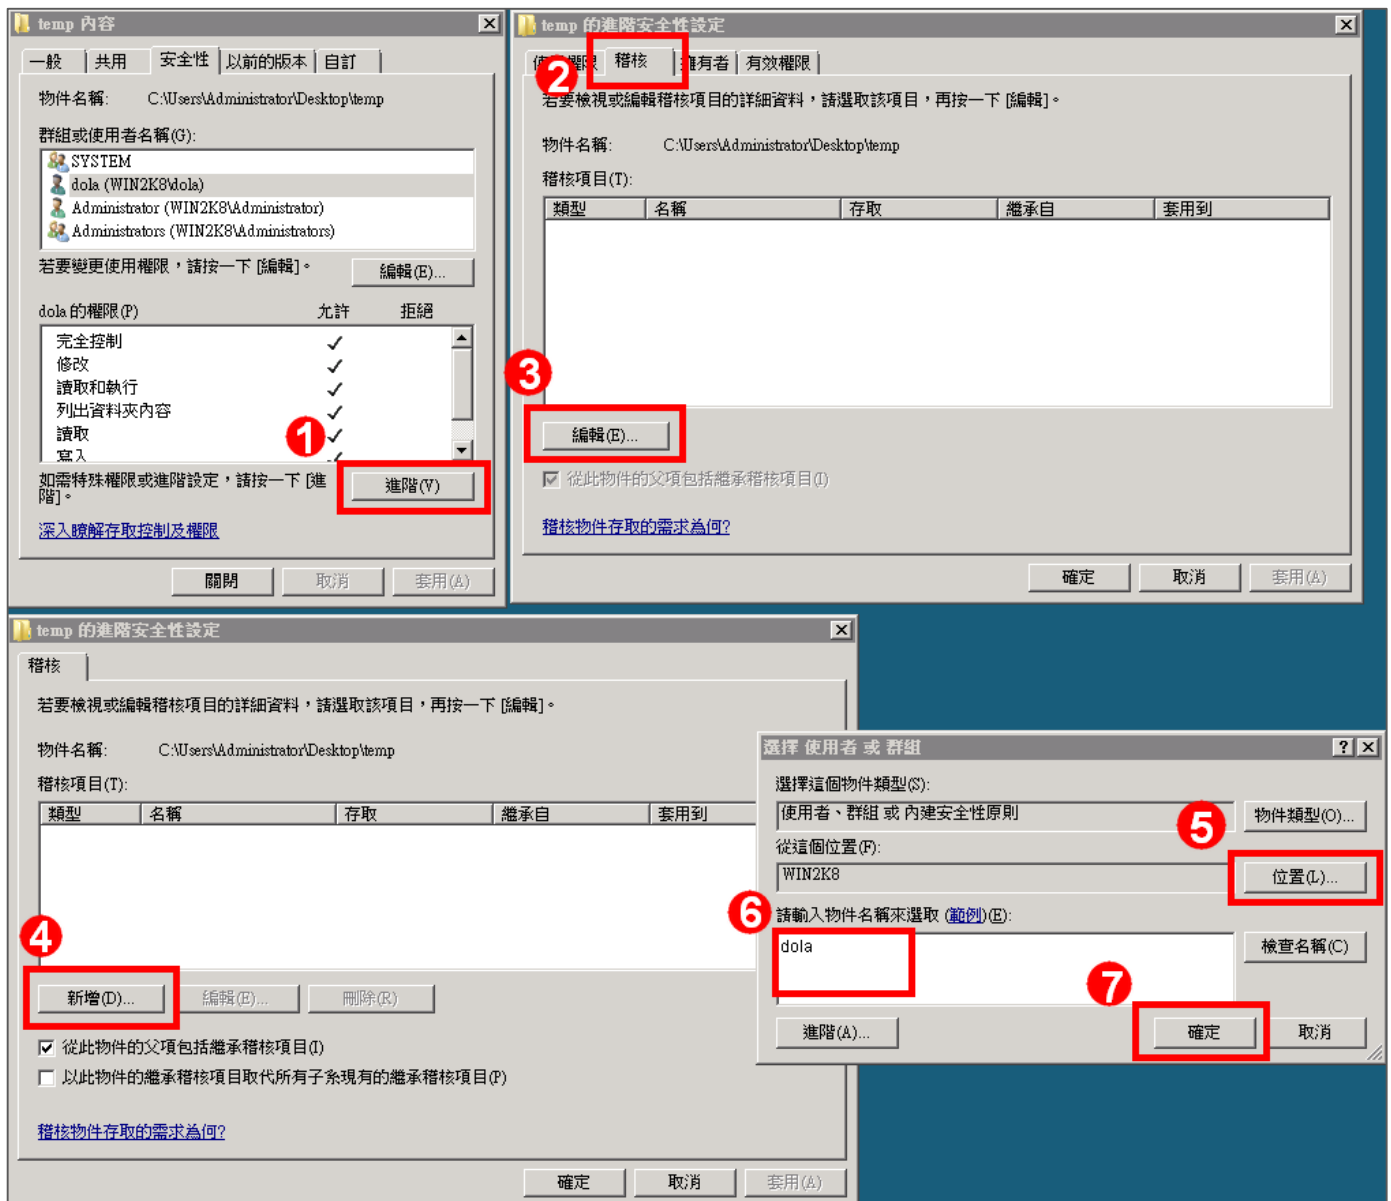 temp 內容
一般 共用 安全性 以前的版本 自訂
物件名稱: C:\Users\Administrator\Desktop\temp
群組或使用者名稱(G):
SYSTEM
dola (WIN2K8\dola)
Administrator (WIN2K8\Administrator)
Administrators (WIN2K8\Administrators)
若要變更使用權限，請按一下 [編輯]。
編輯(E)...
dola 的權限(P) 允許 拒絕
完全控制
修改
讀取和執行
列出資料夾內容
讀取
寫入
1
如需特殊權限或進階設定，請按一下 [進
階]。
進階(V)
深入瞭解存取控制及權限
關閉 取消 套用(A)
temp 的進階安全性設定
稽核 擁有者 有效權限
2
若要檢視或編輯稽核項目的詳細資料，請選取該項目，再按一下 [編輯]。
物件名稱: C:\Users\Administrator\Desktop\temp
稽核項目(T):
類型 名稱 存取 繼承自 套用到
3
編輯(E)...
從此物件的父項包括繼承稽核項目(I)
稽核物件存取的需求為何?
確定 取消 套用(A)
temp 的進階安全性設定
稽核
若要檢視或編輯稽核項目的詳細資料，請選取該項目，再按一下 [編輯]。
物件名稱: C:\Users\Administrator\Desktop\temp
稽核項目(T):
類型 名稱 存取 繼承自 套用到
4
新增(D)... 編輯(E)... 刪除(R)
從此物件的父項包括繼承稽核項目(I)
以此物件的繼承稽核項目取代所有子系現有的繼承稽核項目(P)
稽核物件存取的需求為何?
確定 取消 套用(A)
選擇 使用者 或 群組
選擇這個物件類型(S):
使用者、群組 或 內建安全性原則
物件類型(O)...
5
從這個位置(F):
WIN2K8
位置(L)...
6
請輸入物件名稱來選取 (範例)(E):
dola
檢查名稱(C)
7
進階(A)... 確定 取消